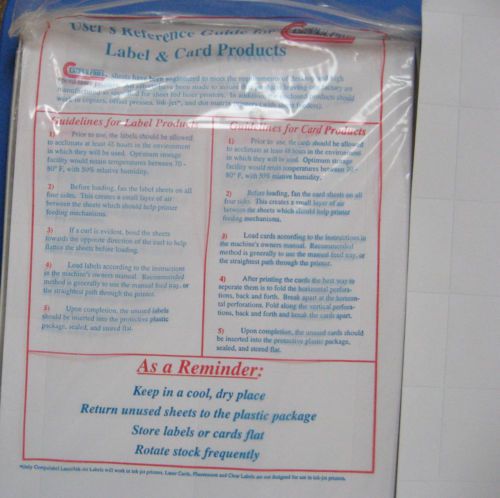 User's Reference Guide for
Label & Card Products
sheets have been engineered to meet the requirements of desktop and high
Guidelines for Label Products
1) Prior to use, the labels should be allowed
to acclimate at least 48 hours in the environment
in which they will be used. Optimum storage
facility would retain temperatures between 70 -
80° F, with 50% relative humidity.
2) Before loading, fan the label sheets on all
four sides. This creates a small layer of air
between the sheets which should help printer
feeding mechanisms.
3) If a curl is evident, bend the sheets
towards the opposite direction of the curl to help
flatten the sheets before loading.
4) Load labels according to the instructions
in the machine's owners manual. Recommended
method is generally to use the manual feed tray, or
the straightest path through the printer.
5) Upon completion, the unused labels
should be inserted into the protective plastic
package, sealed, and stored flat.
Guidelines for Card Products
1) Prior to use, the cards should be allowed
to acclimate at least 48 hours in the environment
in which they will be used. Optimum storage
facility would retain temperatures between 70 -
80° F, with 50% relative humidity.
2) Before loading, fan the card sheets on all
four sides. This creates a small layer of air
between the sheets which should help printer
feeding mechanisms.
3) Load cards according to the instructions in
the machine's owners manual. Recommended
method is generally to use the manual feed tray, or
the straightest path through the printer.
4) After printing the cards the best way to
seperate them is to fold the horizontal perfora-
tions, back and forth. Break apart at the horizon-
tal perforations. Fold along the vertical perfora-
tions, back and forth and break the cards apart.
5) Upon completion, the unused cards should
be inserted into the protective plastic package,
sealed, and stored flat.
As a Reminder:
Keep in a cool, dry place
Return unused sheets to the plastic package
Store labels or cards flat
Rotate stock frequently